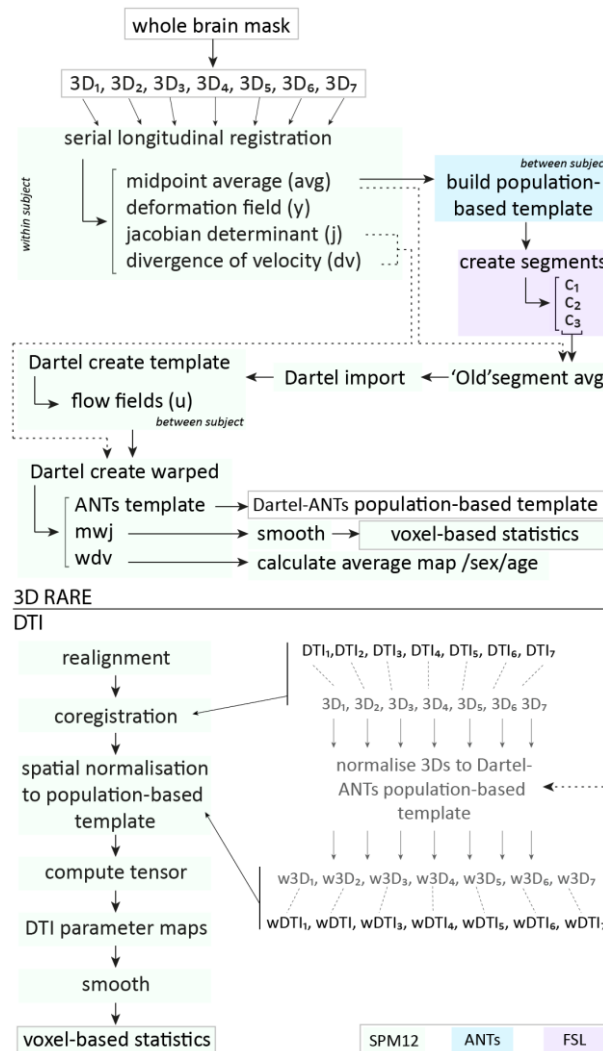 whole brain mask
3D₁, 3D₂, 3D₃, 3D₄, 3D₅, 3D₆, 3D₇
serial longitudinal registration
within subject
midpoint average (avg)
deformation field (y)
jacobian determinant (j)
divergence of velocity (dv)
between subject
build population-
based template
create segments
C₁
C₂
C₃
Dartel create template
Dartel import
'Old'segment avg
flow fields (u)
between subject
Dartel create warped
ANTs template
Dartel-ANTs population-based template
mwj
smooth
voxel-based statistics
wdv
calculate average map /sex/age
3D RARE
DTI
realignment
coregistration
spatial normalisation
to population-based
template
compute tensor
DTI parameter maps
smooth
voxel-based statistics
DTI₁,DTI₂, DTI₃, DTI₄, DTI₅, DTI₆, DTI₇
3D₁, 3D₂, 3D₃, 3D₄, 3D₅, 3D₆ 3D₇
normalise 3Ds to Dartel-
ANTs population-based
template
w3D₁, w3D₂, w3D₃, w3D₄, w3D₅, w3D₆, w3D₇
wDTI₁, wDTI, wDTI₃, wDTI₄, wDTI₅, wDTI₆, wDTI₇
SPM12
ANTs
FSL